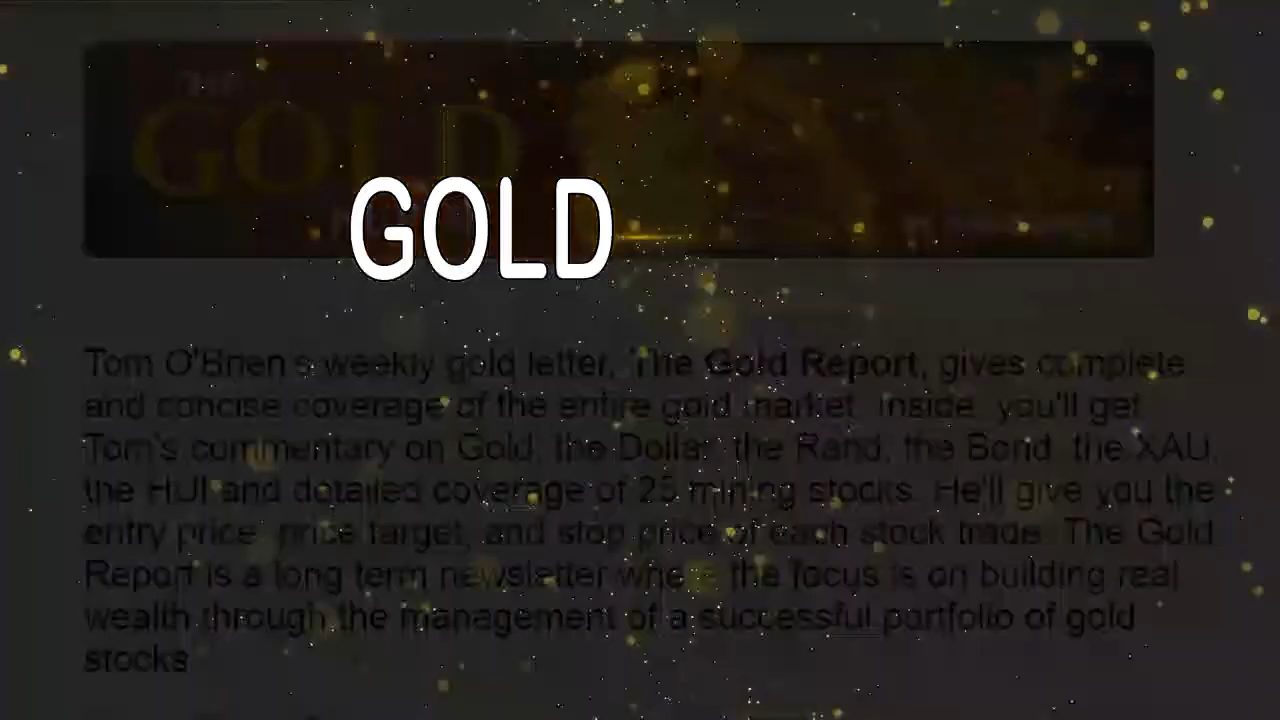 THE
GOLD
GOLD
Tom O'Brien's weekly gold letter, The Gold Report, gives complete
and concise coverage of the entire gold market. Inside, you'll get
Tom's commentary on Gold, the Dollar, the Rand, the Bond, the XAU,
the HUI and detailed coverage of 25 mining stocks. He'll give you the
entry price, price target, and stop price of each stock trade. The Gold
Report is a long term newsletter where the focus is on building real
wealth through the management of a successful portfolio of gold
stocks